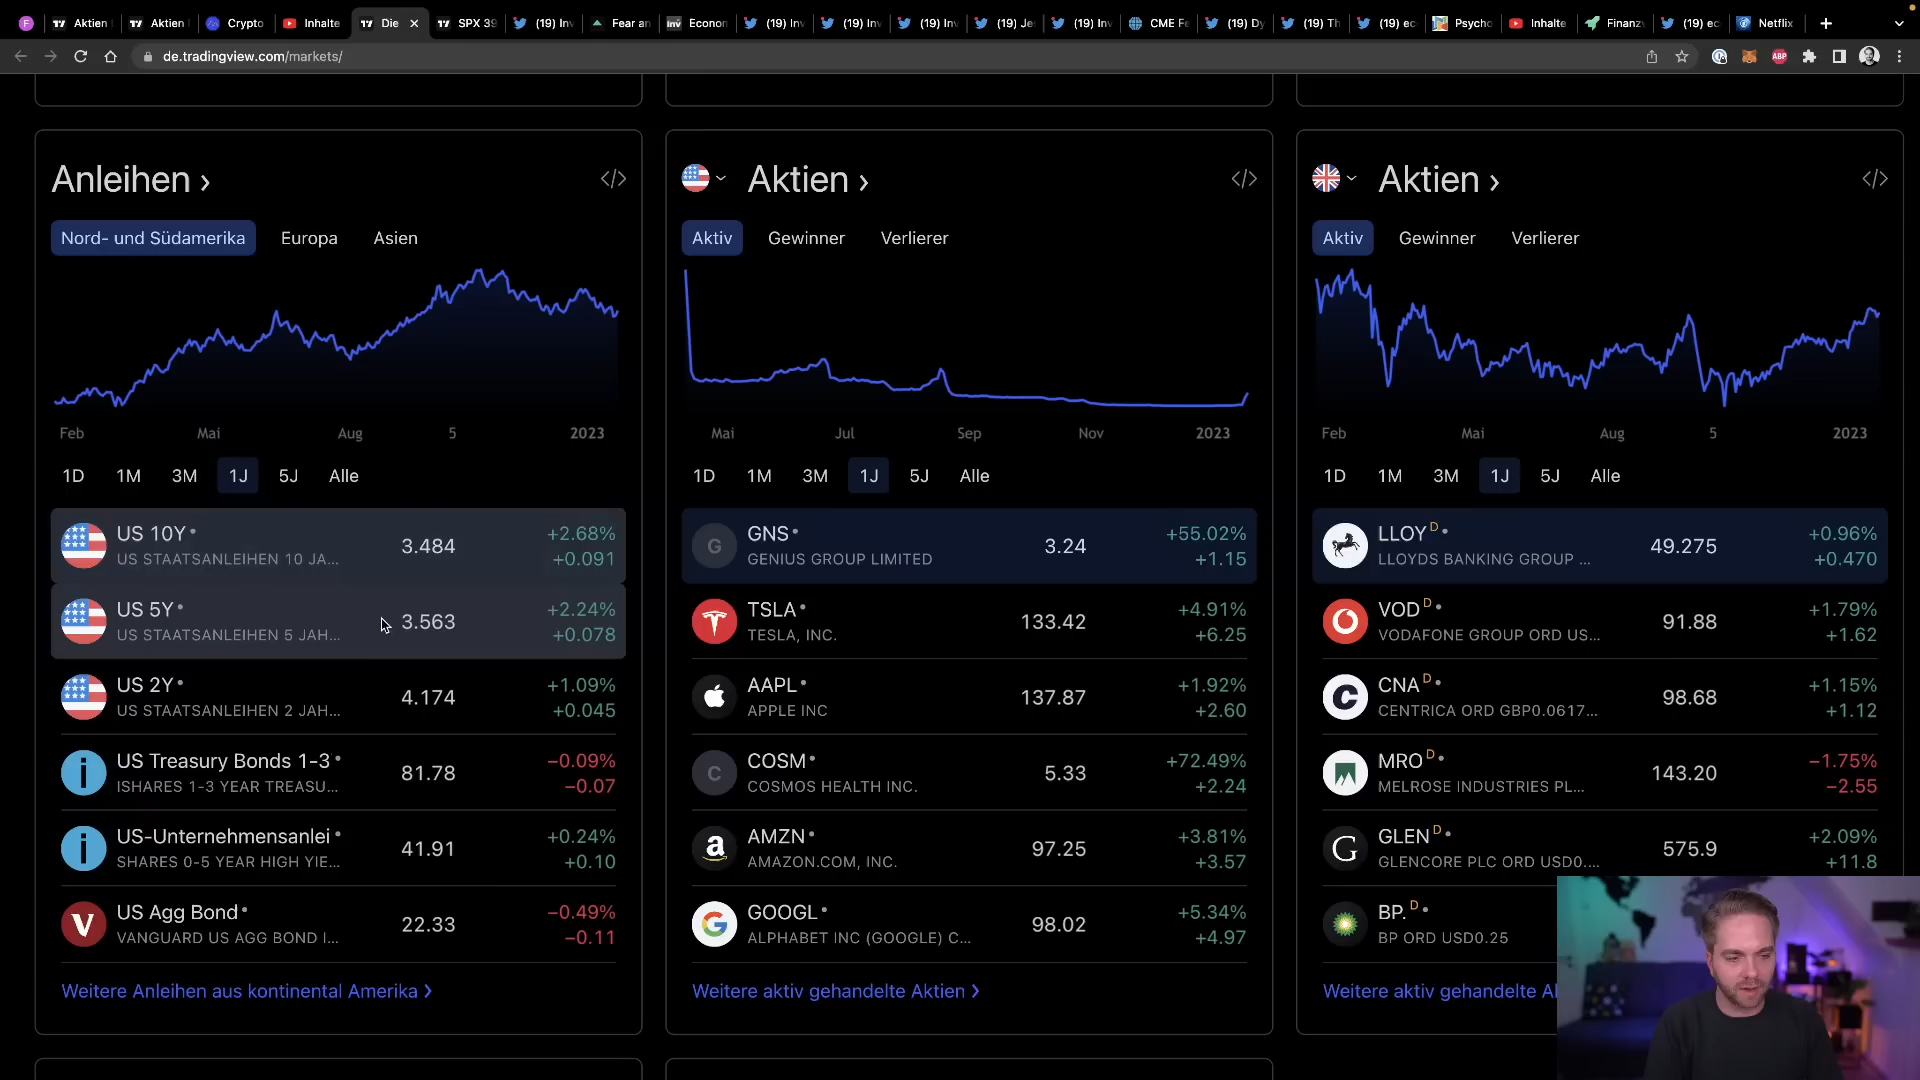 Aktien
Aktien
Crypto
Inhalte
Die
SPX 39
(19) Inv
Fear an
Econon
(19) Inv
(19) Inv
(19) Inv
(19) Je
(19) Inv
CME Fe
(19) Dy
(19) Th
(19) ec
Psycho
Inhalte
Finanz
(19) ec
Netflix
de.tradingview.com/markets/
ABP
Anleihen ›
</>
Nord- und Südamerika
Europa
Asien
Feb
Mai
Aug
5
2023
1D
1M
3M
1J
5J
Alle
US 10Y
3.484
+2.68%
US STAATSANLEIHEN 10 JA...
+0.091
US 5Y
3.563
+2.24%
US STAATSANLEIHEN 5 JAH...
+0.078
US 2Y
4.174
+1.09%
US STAATSANLEIHEN 2 JAH...
+0.045
US Treasury Bonds 1-3
81.78
−0.09%
ISHARES 1-3 YEAR TREASU...
−0.07
US-Unternehmensanlei
41.91
+0.24%
SHARES 0-5 YEAR HIGH YIE...
+0.10
US Agg Bond
22.33
−0.49%
VANGUARD US AGG BOND I...
−0.11
Weitere Anleihen aus kontinental Amerika ›
Aktien ›
</>
Aktiv
Gewinner
Verlierer
Mai
Jul
Sep
Nov
2023
1D
1M
3M
1J
5J
Alle
G
GNS
3.24
+55.02%
GENIUS GROUP LIMITED
+1.15
TSLA
133.42
+4.91%
TESLA, INC.
+6.25
AAPL
137.87
+1.92%
APPLE INC
+2.60
C
COSM
5.33
+72.49%
COSMOS HEALTH INC.
+2.24
AMZN
97.25
+3.81%
AMAZON.COM, INC.
+3.57
GOOGL
98.02
+5.34%
ALPHABET INC (GOOGLE) C...
+4.97
Weitere aktiv gehandelte Aktien ›
Aktien ›
</>
Aktiv
Gewinner
Verlierer
Feb
Mai
Aug
5
2023
1D
1M
3M
1J
5J
Alle
LLOY D
49.275
+0.96%
LLOYDS BANKING GROUP ...
+0.470
VOD D
91.88
+1.79%
VODAFONE GROUP ORD US...
+1.62
CNA D
98.68
+1.15%
CENTRICA ORD GBP0.0617...
+1.12
MRO D
143.20
−1.75%
MELROSE INDUSTRIES PL...
−2.55
GLEN D
575.9
+2.09%
GLENCORE PLC ORD USD0....
+11.8
BP. D
BP ORD USD0.25
Weitere aktiv gehandelte